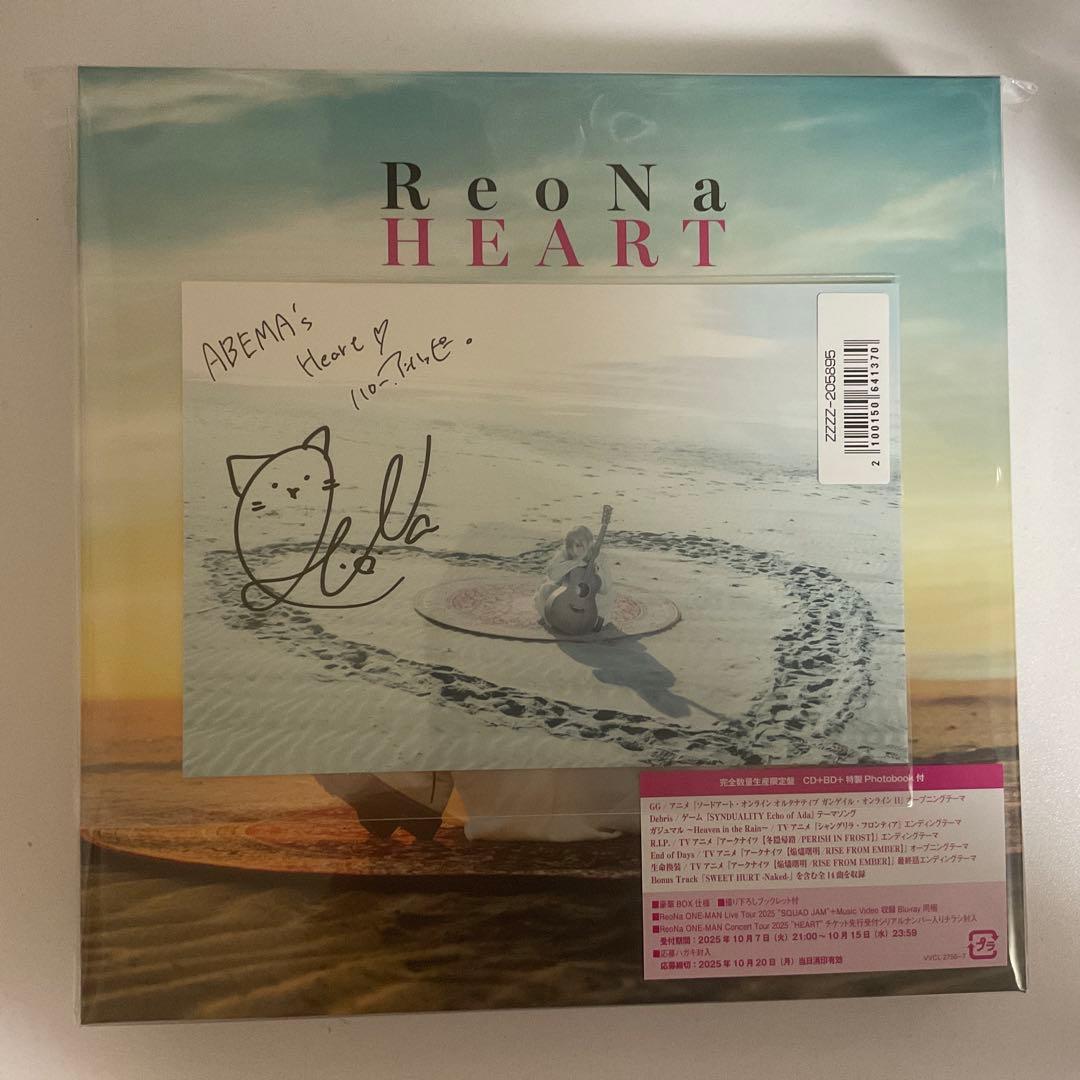 ReoNa
HEART
ABEMA's
Heart♡
ハロー、アンハッピー。
ReoNa
ZZZZ-205895
2 100150 641370
完全数量生産限定盤 CD+BD+特製Photobook付
GG / アニメ『ソードアート・オンライン オルタナティブ ガンゲイル・オンラインII』オープニングテーマ
Debris / ゲーム『SYNDUALITY Echo of Ada』テーマソング
ガジュマル ～Heaven in the Rain～ / TVアニメ『シャングリラ・フロンティア』エンディングテーマ
R.I.P. / TVアニメ『アークナイツ【冬隠帰路/PERISH IN FROST】』エンディングテーマ
End of Days / TVアニメ『アークナイツ【焔燼曙明/RISE FROM EMBER】』オープニングテーマ
生命換装 / TVアニメ『アークナイツ【焔燼曙明/RISE FROM EMBER】』最終話エンディングテーマ
Bonus Track「SWEET HURT -Naked-」を含む全14曲を収録
■豪華BOX仕様 ■撮り下ろしブックレット付
■ReoNa ONE-MAN Live Tour 2025 "SQUAD JAM"+Music Video 収録Blu-ray同梱
■ReoNa ONE-MAN Concert Tour 2025 "HEART" チケット先行受付シリアルナンバー入りチラシ封入
受付期間：2025年10月7日（火）21:00～10月15日（水）23:59
■応募ハガキ封入
応募締切：2025年10月20日（月）当日消印有効
プラ
VVCL 2756~7